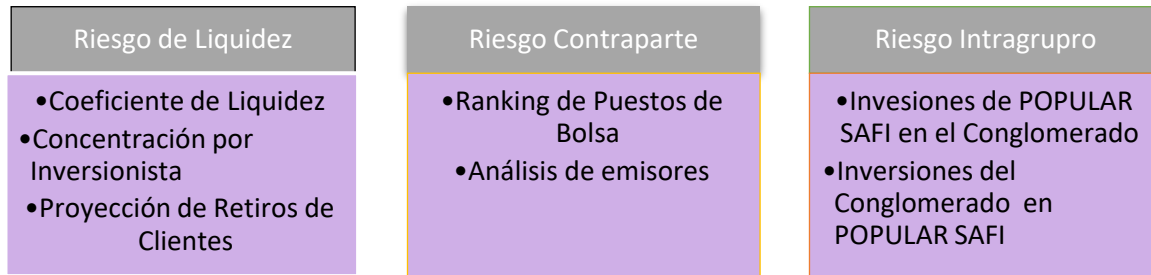 Riesgo de Liquidez
•Coeficiente de Liquidez
•Concentración por
Inversionista
•Proyección de Retiros de
Clientes
Riesgo Contraparte
•Ranking de Puestos de
Bolsa
•Análisis de emisores
Riesgo Intragrupro
•Invesiones de POPULAR
SAFI en el Conglomerado
•Inversiones del
Conglomerado en
POPULAR SAFI